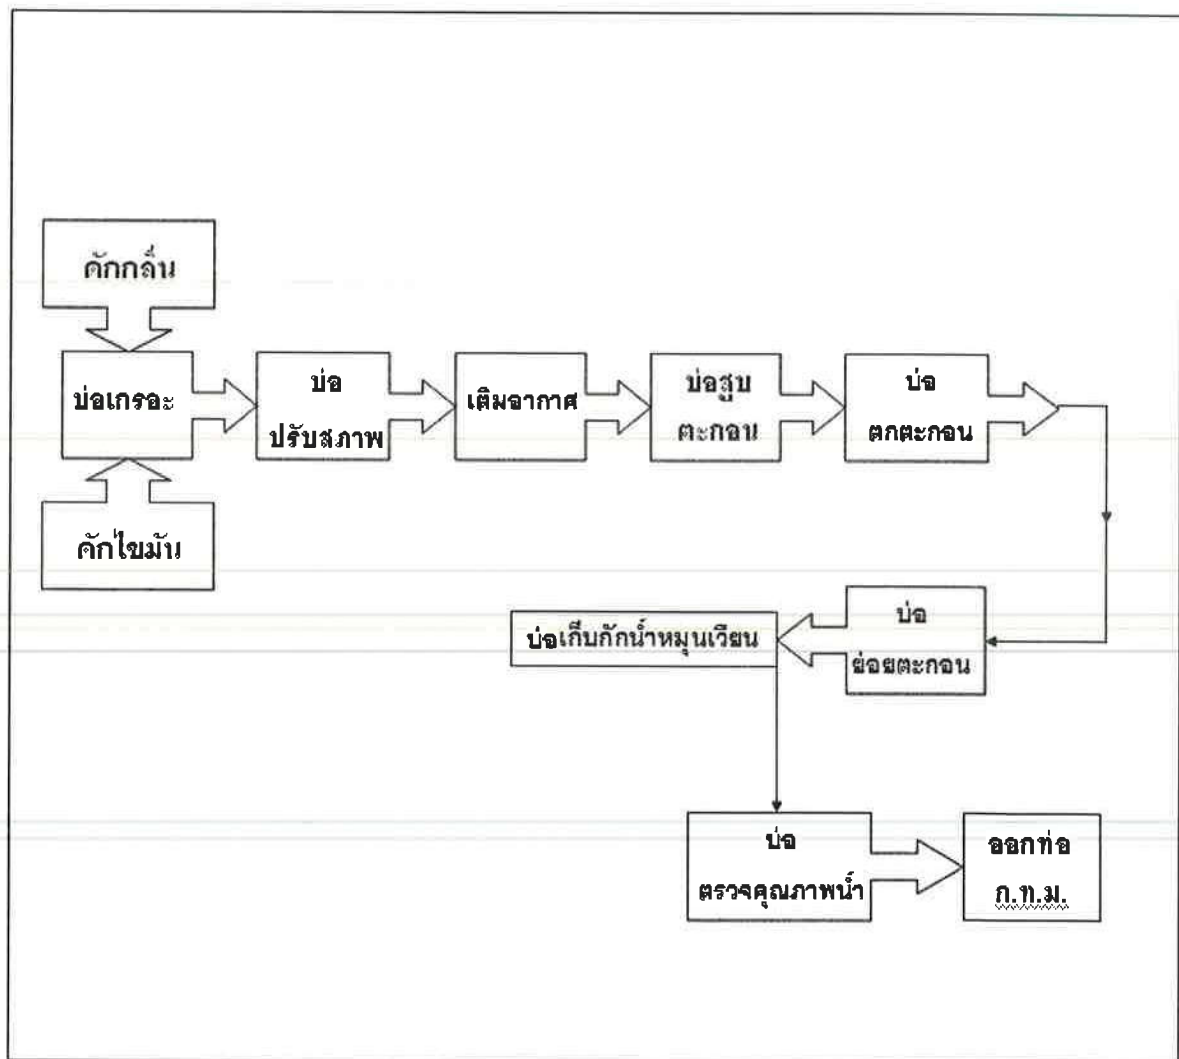 ดักกลิ่น
บ่อเกรอะ
บ่อ
ปรับสภาพ
เติมอากาศ
บ่อสูบ
ตะกอน
บ่อ
ตกตะกอน
ดักไขมัน
บ่อเก็บกักน้ำหมุนเวียน
บ่อ
ย่อยตะกอน
บ่อ
ตรวจคุณภาพน้ำ
ออกท่อ
ก.ท.ม.